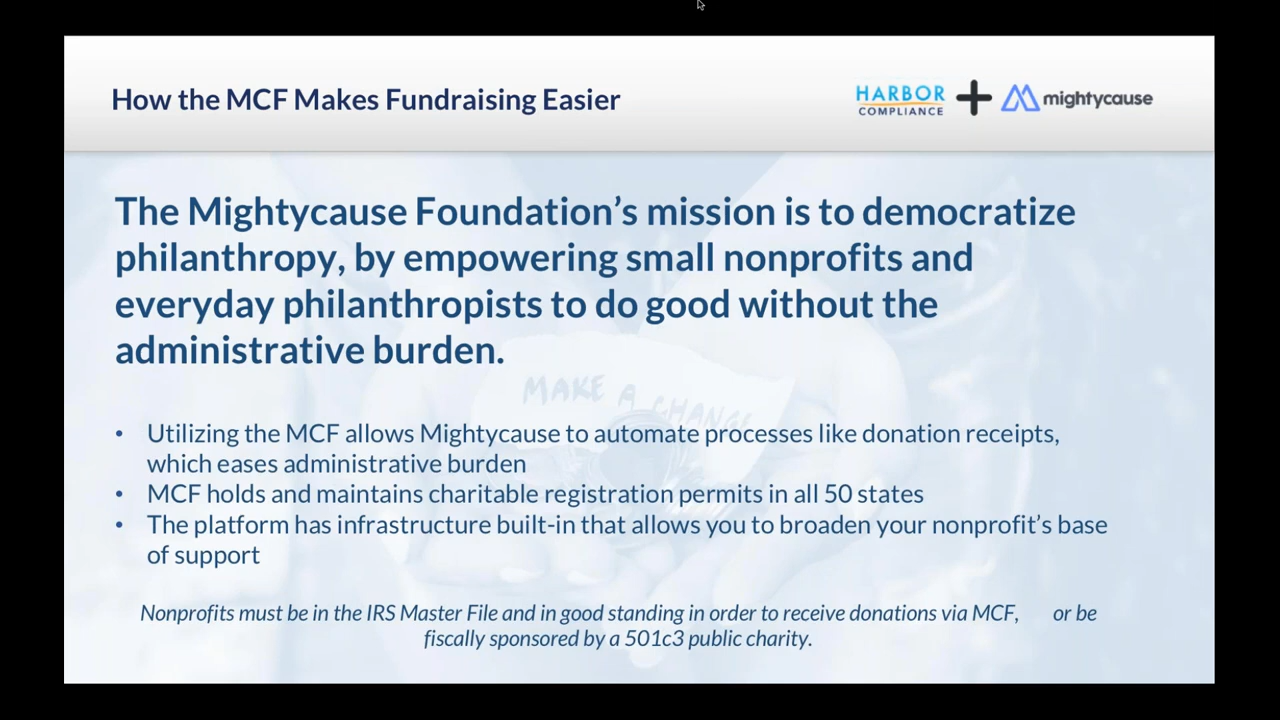 How the MCF Makes Fundraising Easier
HARBOR
COMPLIANCE
mightycause
The Mightycause Foundation’s mission is to democratize
philanthropy, by empowering small nonprofits and
everyday philanthropists to do good without the
administrative burden.
MAKE A CHANGE
• Utilizing the MCF allows Mightycause to automate processes like donation receipts,
which eases administrative burden
• MCF holds and maintains charitable registration permits in all 50 states
• The platform has infrastructure built-in that allows you to broaden your nonprofit’s base
of support
Nonprofits must be in the IRS Master File and in good standing in order to receive donations via MCF, or be
fiscally sponsored by a 501c3 public charity.